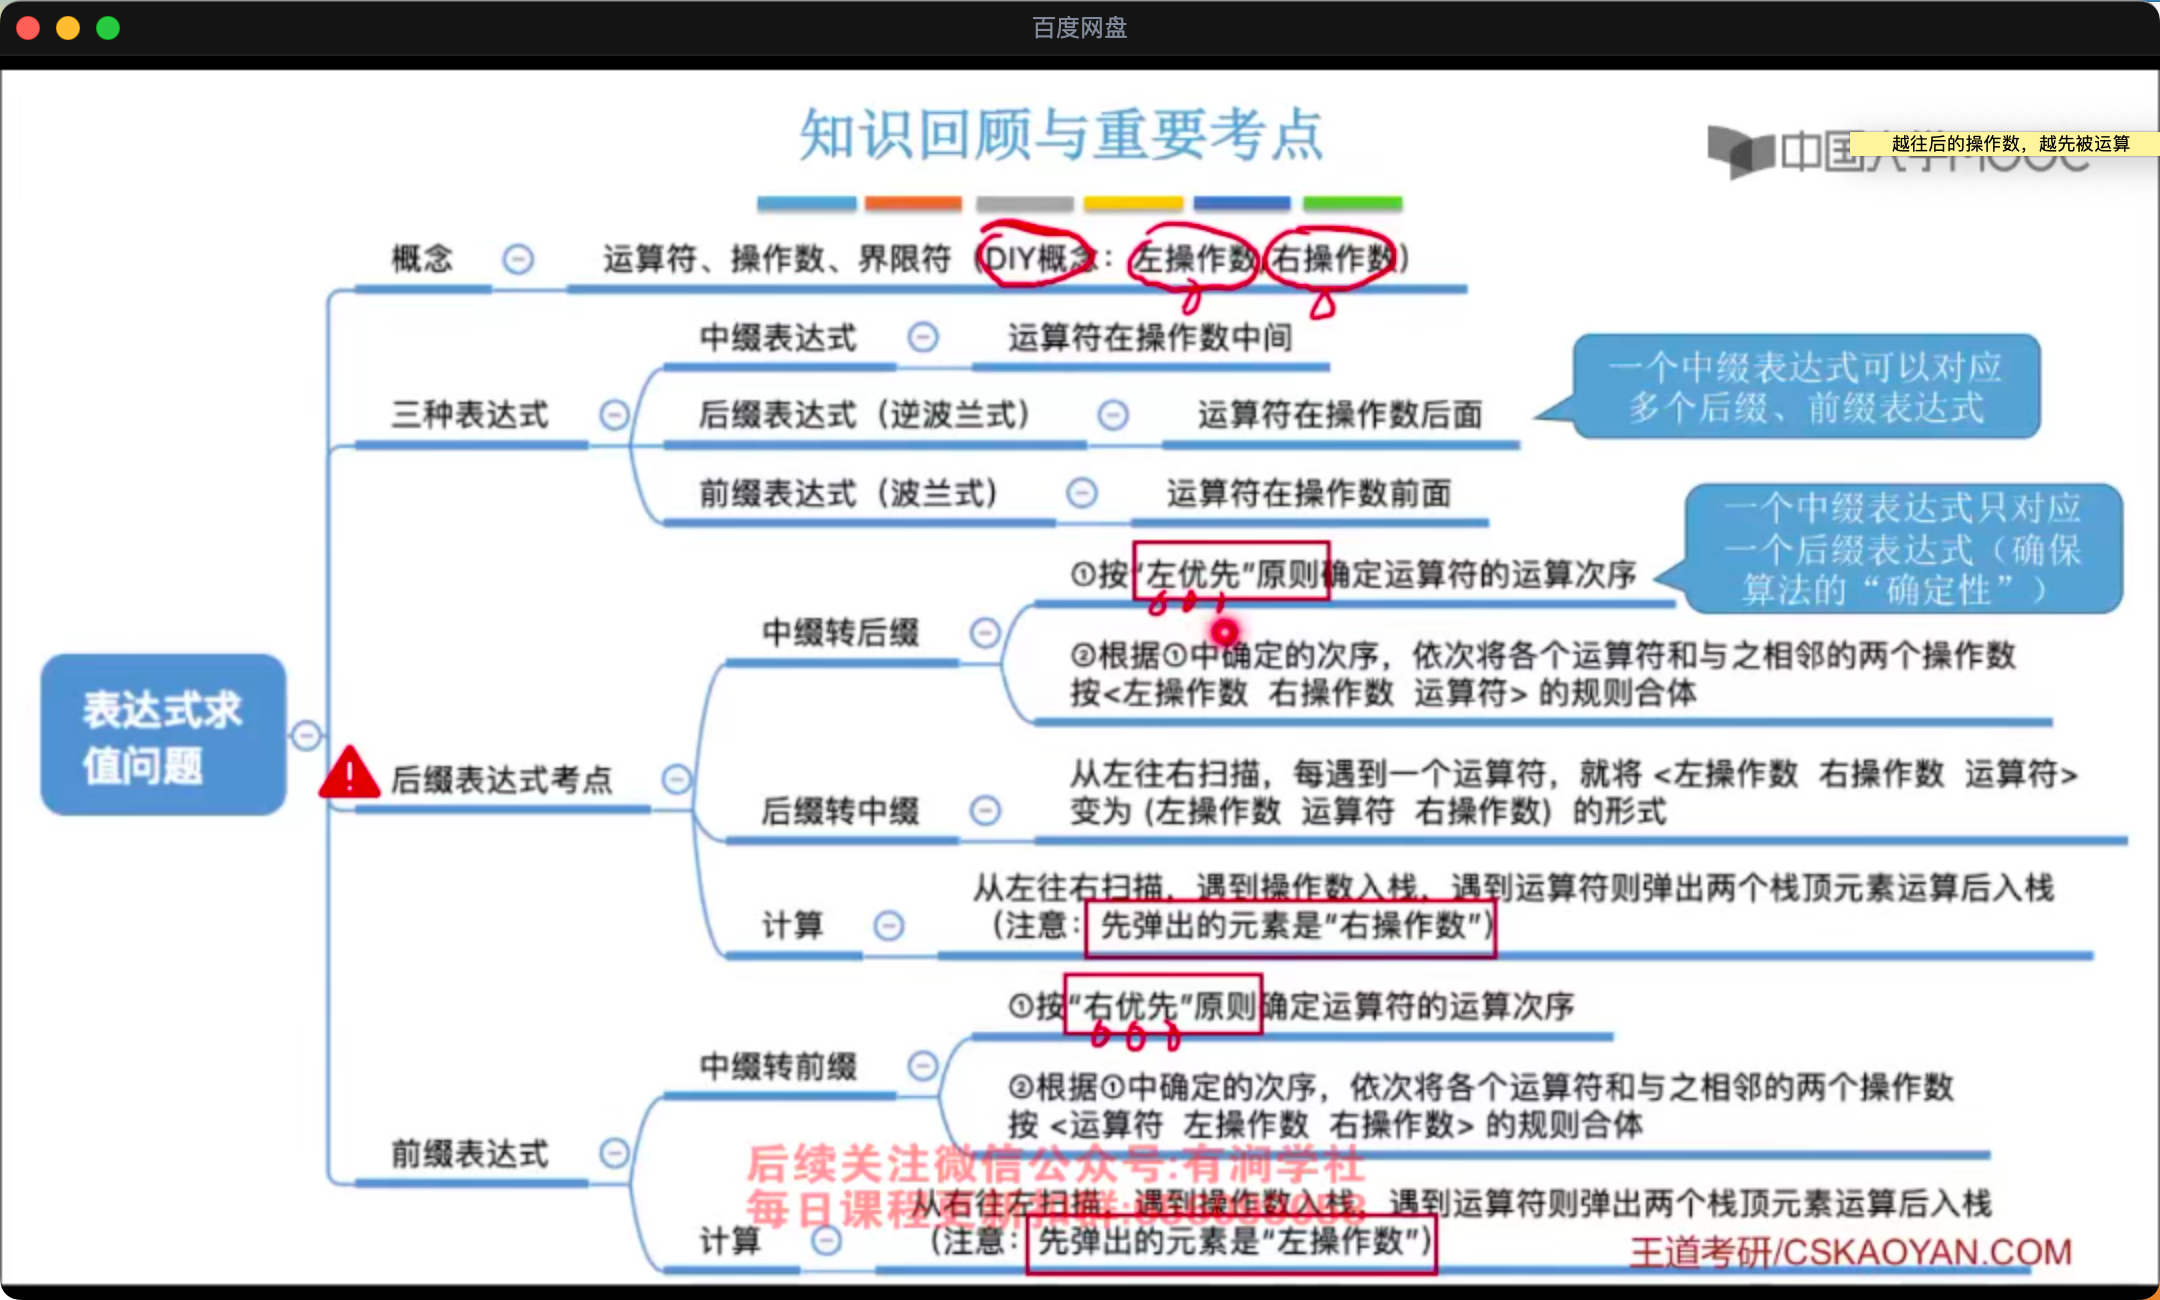 百度网盘
知识回顾与重要考点
越往后的操作数，越先被运算
概念
运算符、操作数、界限符（DIY概念：左操作数,右操作数）
中缀表达式
运算符在操作数中间
一个中缀表达式可以对应
多个后缀、前缀表达式
三种表达式
后缀表达式（逆波兰式）
运算符在操作数后面
前缀表达式（波兰式）
运算符在操作数前面
一个中缀表达式只对应
一个后缀表达式（确保
算法的“确定性”）
①按“左优先”原则确定运算符的运算次序
中缀转后缀
②根据①中确定的次序，依次将各个运算符和与之相邻的两个操作数
按<左操作数 右操作数 运算符> 的规则合体
表达式求
值问题
后缀表达式考点
从左往右扫描，每遇到一个运算符，就将 <左操作数 右操作数 运算符>
后缀转中缀
变为 (左操作数 运算符 右操作数) 的形式
从左往右扫描，遇到操作数入栈，遇到运算符则弹出两个栈顶元素运算后入栈
计算
（注意：先弹出的元素是“右操作数”）
①按“右优先”原则确定运算符的运算次序
中缀转前缀
②根据①中确定的次序，依次将各个运算符和与之相邻的两个操作数
按 <运算符 左操作数 右操作数> 的规则合体
前缀表达式
后续关注微信公众号:有涧学社
从右往左扫描，遇到操作数入栈，遇到运算符则弹出两个栈顶元素运算后入栈
计算
（注意：先弹出的元素是“左操作数”）
王道考研/CSKAOYAN.COM